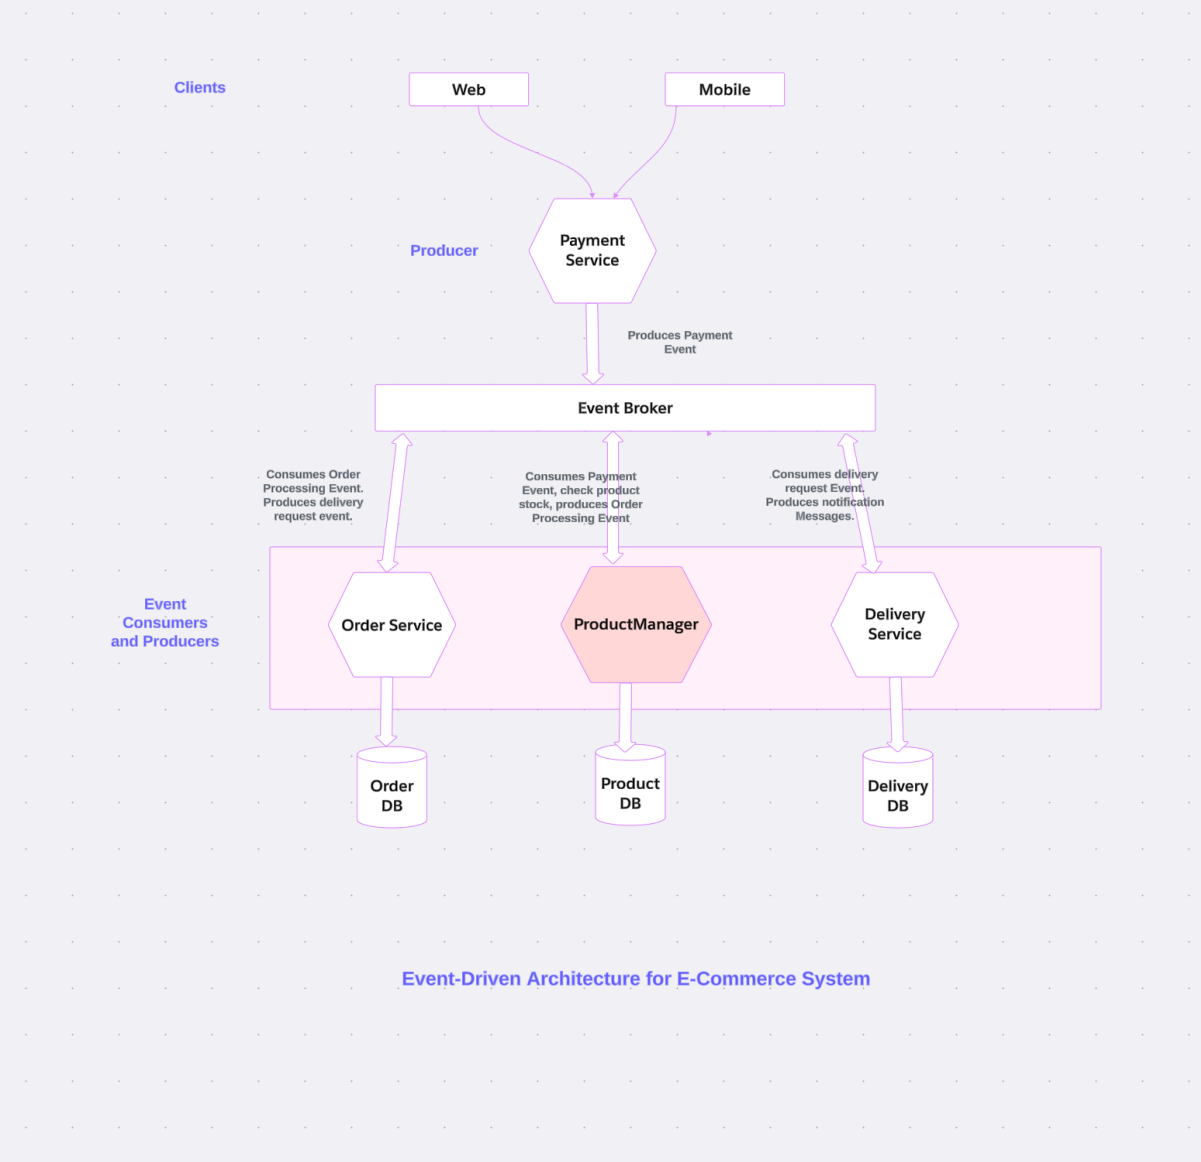 Clients
Web
Mobile
Payment
Service
Producer
Produces Payment
Event
Event Broker
Consumes Order
Processing Event.
Produces delivery
request event.
Consumes Payment
Event, check product
stock, produces Order
Processing Event
Consumes delivery
request Event.
Produces notification
Messages.
Event
Consumers
and Producers
Order Service
ProductManager
Delivery
Service
Order
DB
Product
DB
Delivery
DB
Event-Driven Architecture for E-Commerce System